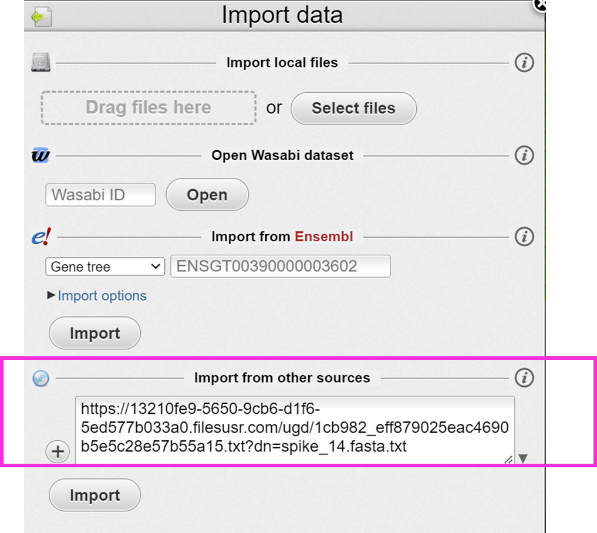 Import data
Import local files
Drag files here or Select files
w Open Wasabi dataset
Wasabi ID Open
e! Import from Ensembl
Gene tree ENSGT00390000003602
Import options
Import
Import from other sources
https://13210fe9-5650-9cb6-d1f6-
5ed577b033a0.filesusr.com/ugd/1cb982_eff879025eac4690
b5e5c28e57b55a15.txt?dn=spike_14.fasta.txt
Import